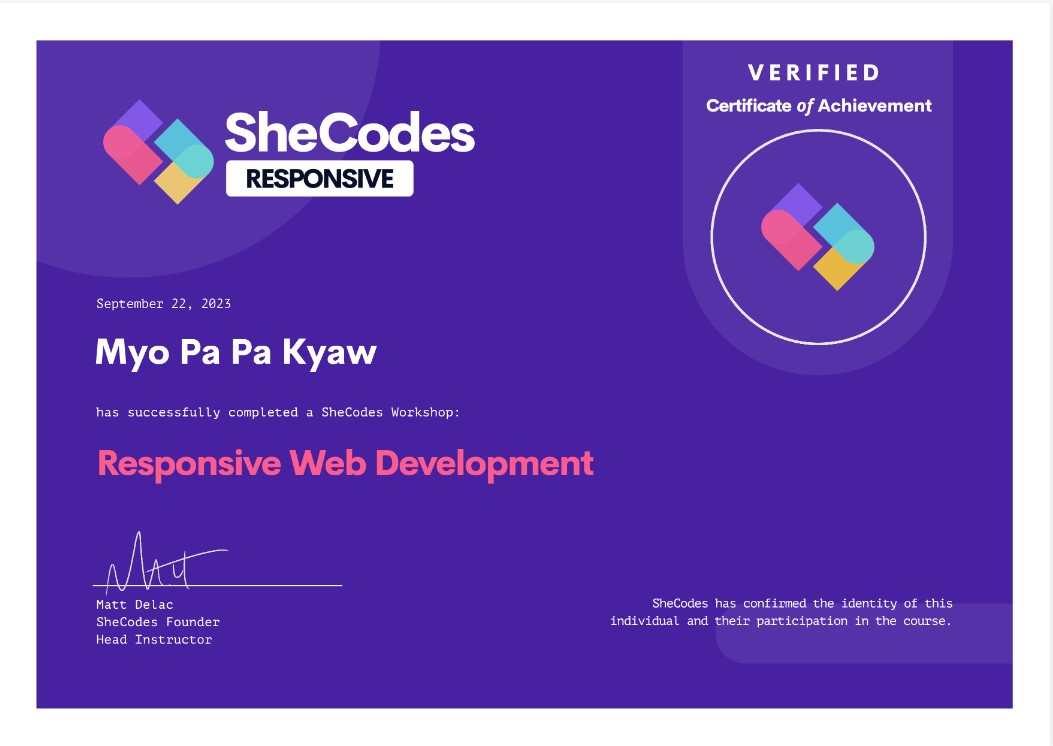 SheCodes
RESPONSIVE
VERIFIED
Certificate of Achievement
September 22, 2023
Myo Pa Pa Kyaw
has successfully completed a SheCodes Workshop:
Responsive Web Development
Matt
Matt Delac
SheCodes Founder
Head Instructor
SheCodes has confirmed the identity of this
individual and their participation in the course.